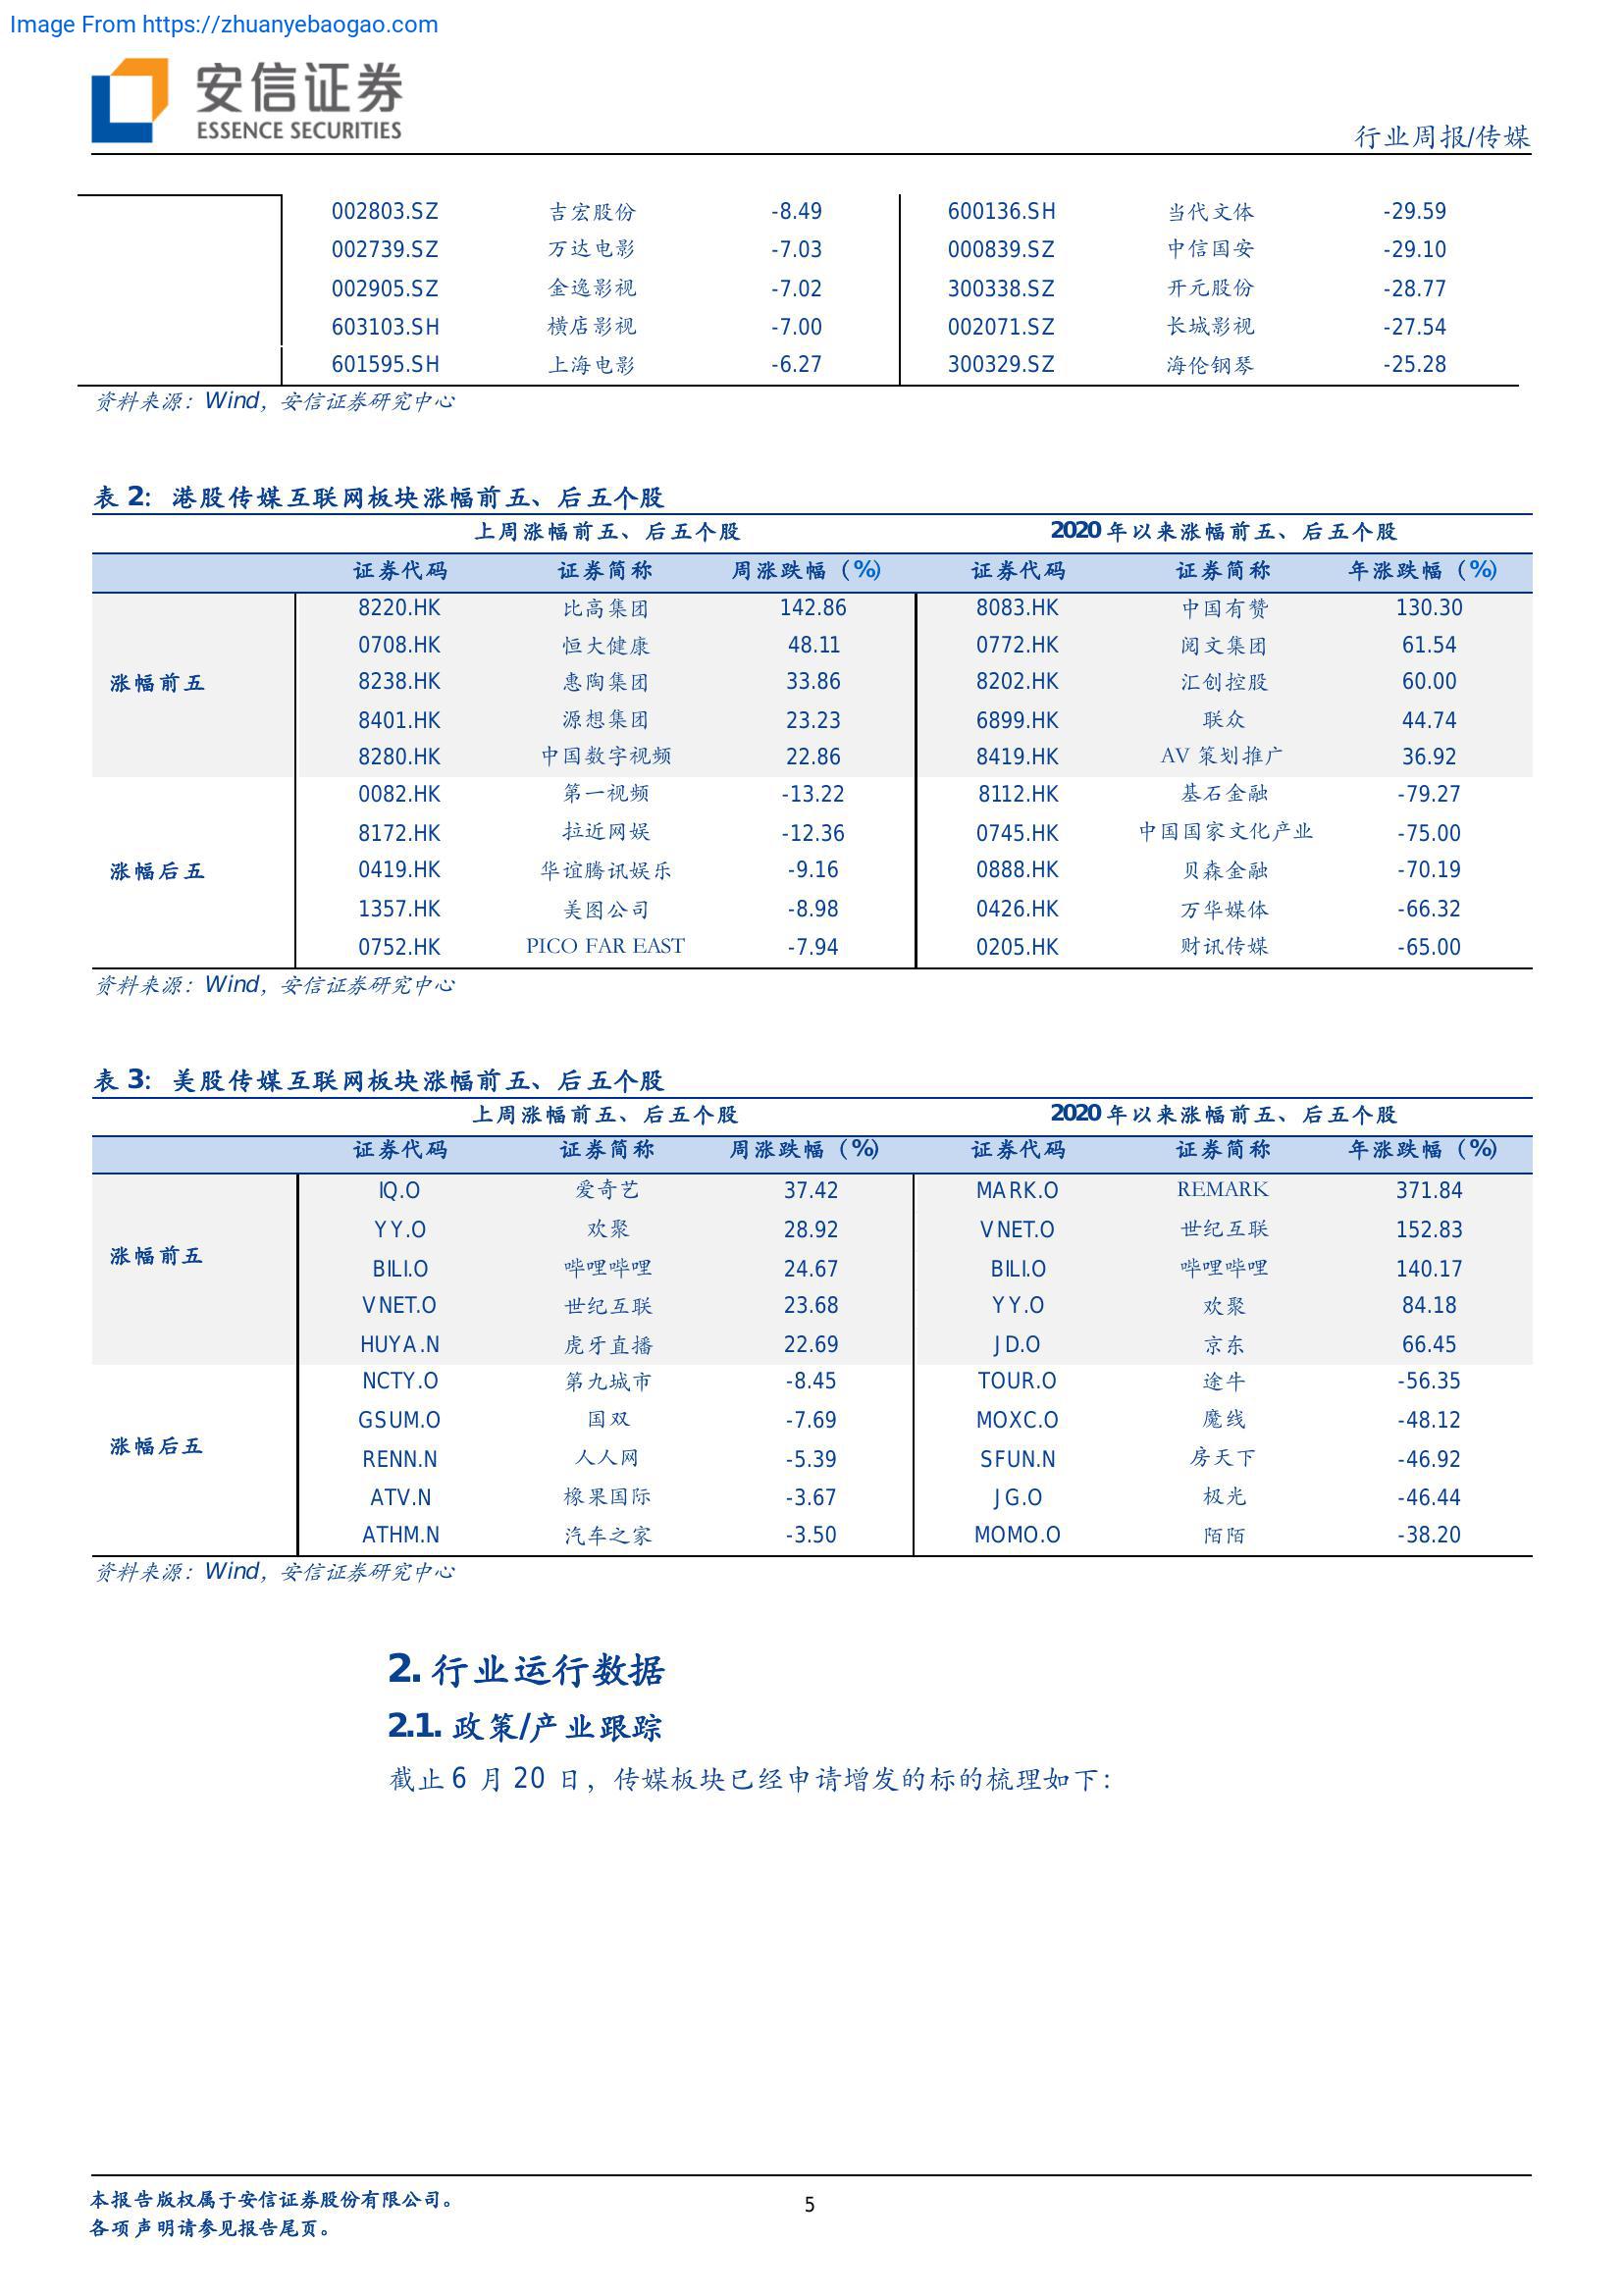 Image From https://zhuanyebaogao.com
安信证券
ESSENCE SECURITIES
行业周报/传媒
002803.SZ 吉宏股份 -8.49 600136.SH 当代文体 -29.59
002739.SZ 万达电影 -7.03 000839.SZ 中信国安 -29.10
002905.SZ 金逸影视 -7.02 300338.SZ 开元股份 -28.77
603103.SH 横店影视 -7.00 002071.SZ 长城影视 -27.54
601595.SH 上海电影 -6.27 300329.SZ 海伦钢琴 -25.28
资料来源：Wind，安信证券研究中心
表 2：港股传媒互联网板块涨幅前五、后五个股
上周涨幅前五、后五个股 2020 年以来涨幅前五、后五个股
证券代码 证券简称 周涨跌幅（%） 证券代码 证券简称 年涨跌幅（%）
8220.HK 比高集团 142.86 8083.HK 中国有赞 130.30
0708.HK 恒大健康 48.11 0772.HK 阅文集团 61.54
涨幅前五 8238.HK 惠陶集团 33.86 8202.HK 汇创控股 60.00
8401.HK 源想集团 23.23 6899.HK 联众 44.74
8280.HK 中国数字视频 22.86 8419.HK AV 策划推广 36.92
0082.HK 第一视频 -13.22 8112.HK 基石金融 -79.27
8172.HK 拉近网娱 -12.36 0745.HK 中国国家文化产业 -75.00
涨幅后五 0419.HK 华谊腾讯娱乐 -9.16 0888.HK 贝森金融 -70.19
1357.HK 美图公司 -8.98 0426.HK 万华媒体 -66.32
0752.HK PICO FAR EAST -7.94 0205.HK 财讯传媒 -65.00
资料来源：Wind，安信证券研究中心
表 3：美股传媒互联网板块涨幅前五、后五个股
上周涨幅前五、后五个股 2020 年以来涨幅前五、后五个股
证券代码 证券简称 周涨跌幅（%） 证券代码 证券简称 年涨跌幅（%）
IQ.O 爱奇艺 37.42 MARK.O REMARK 371.84
YY.O 欢聚 28.92 VNET.O 世纪互联 152.83
涨幅前五 BILI.O 哔哩哔哩 24.67 BILI.O 哔哩哔哩 140.17
VNET.O 世纪互联 23.68 YY.O 欢聚 84.18
HUYA.N 虎牙直播 22.69 JD.O 京东 66.45
NCTY.O 第九城市 -8.45 TOUR.O 途牛 -56.35
GSUM.O 国双 -7.69 MOXC.O 魔线 -48.12
涨幅后五 RENN.N 人人网 -5.39 SFUN.N 房天下 -46.92
ATV.N 橡果国际 -3.67 JG.O 极光 -46.44
ATHM.N 汽车之家 -3.50 MOMO.O 陌陌 -38.20
资料来源：Wind，安信证券研究中心
2. 行业运行数据
2.1. 政策/产业跟踪
截止 6 月 20 日，传媒板块已经申请增发的标的梳理如下：
本报告版权属于安信证券股份有限公司。
5
各项声明请参见报告尾页。